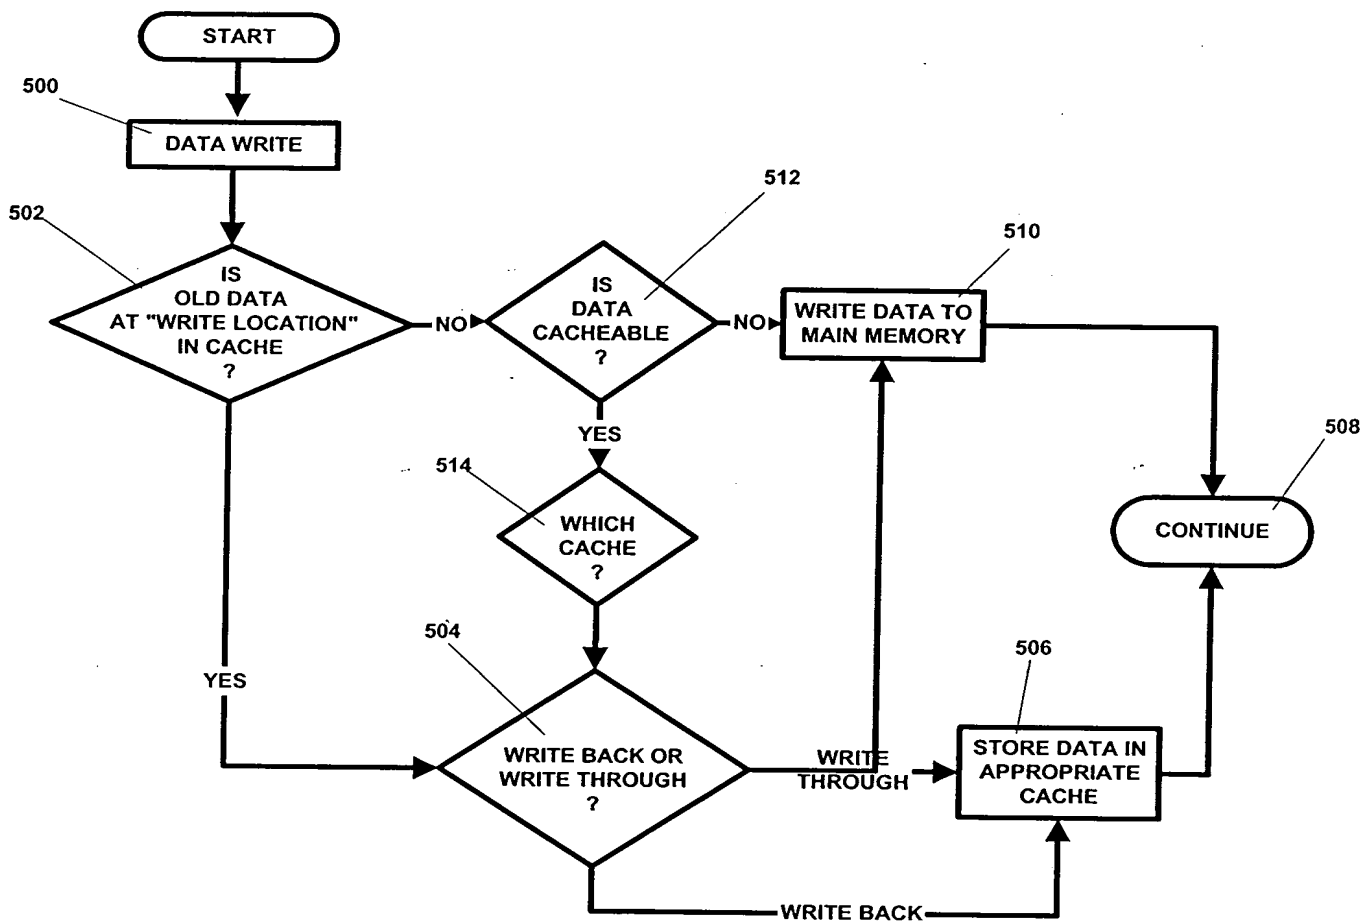 START
500
DATA WRITE
502
IS
OLD DATA
AT "WRITE LOCATION"
IN CACHE
?
NO
512
IS
DATA
CACHEABLE
?
NO
510
WRITE DATA TO
MAIN MEMORY
YES
514
WHICH
CACHE
?
508
CONTINUE
YES
504
WRITE BACK OR
WRITE THROUGH
?
WRITE
THROUGH
506
STORE DATA IN
APPROPRIATE
CACHE
WRITE BACK